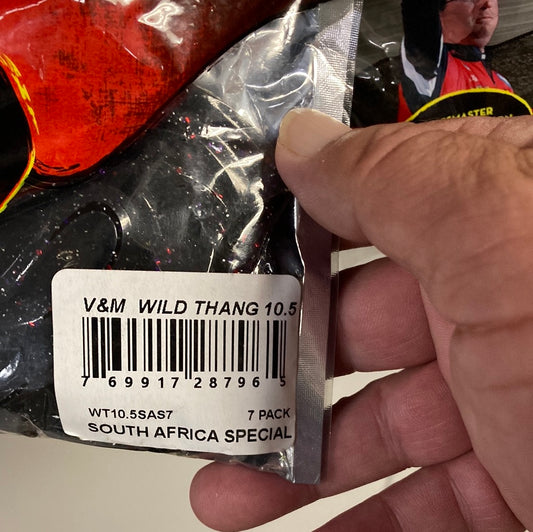 V&M WILD THANG 10.5
7 69917 28796 5
WT10.5SAS7 7 PACK
SOUTH AFRICA SPECIAL